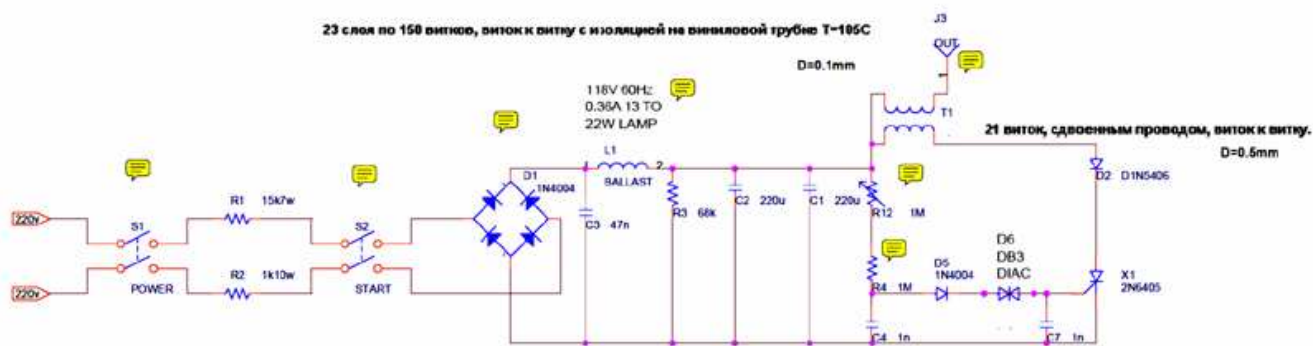 23 слоя по 150 витков, виток к витку с изоляцией на виниловой трубке T=105C
J3
OUT
1
D=0.1mm
118V 60Hz
0.36A 13 TO
22W LAMP
T1
21 виток, сдвоенным проводом, виток к витку.
D=0.5mm
L1
1
2
BALLAST
D1
1N4004
D2 D1N5406
R1 15k7w
220v
S1
S2
C3 47n
R3 68k
C2 220u
C1 220u
R12 1M
D6
DB3
DIAC
D5
1N4004
X1
2N6405
220v
POWER
R2 1k10w
START
R4 1M
C4 1n
C7 1n